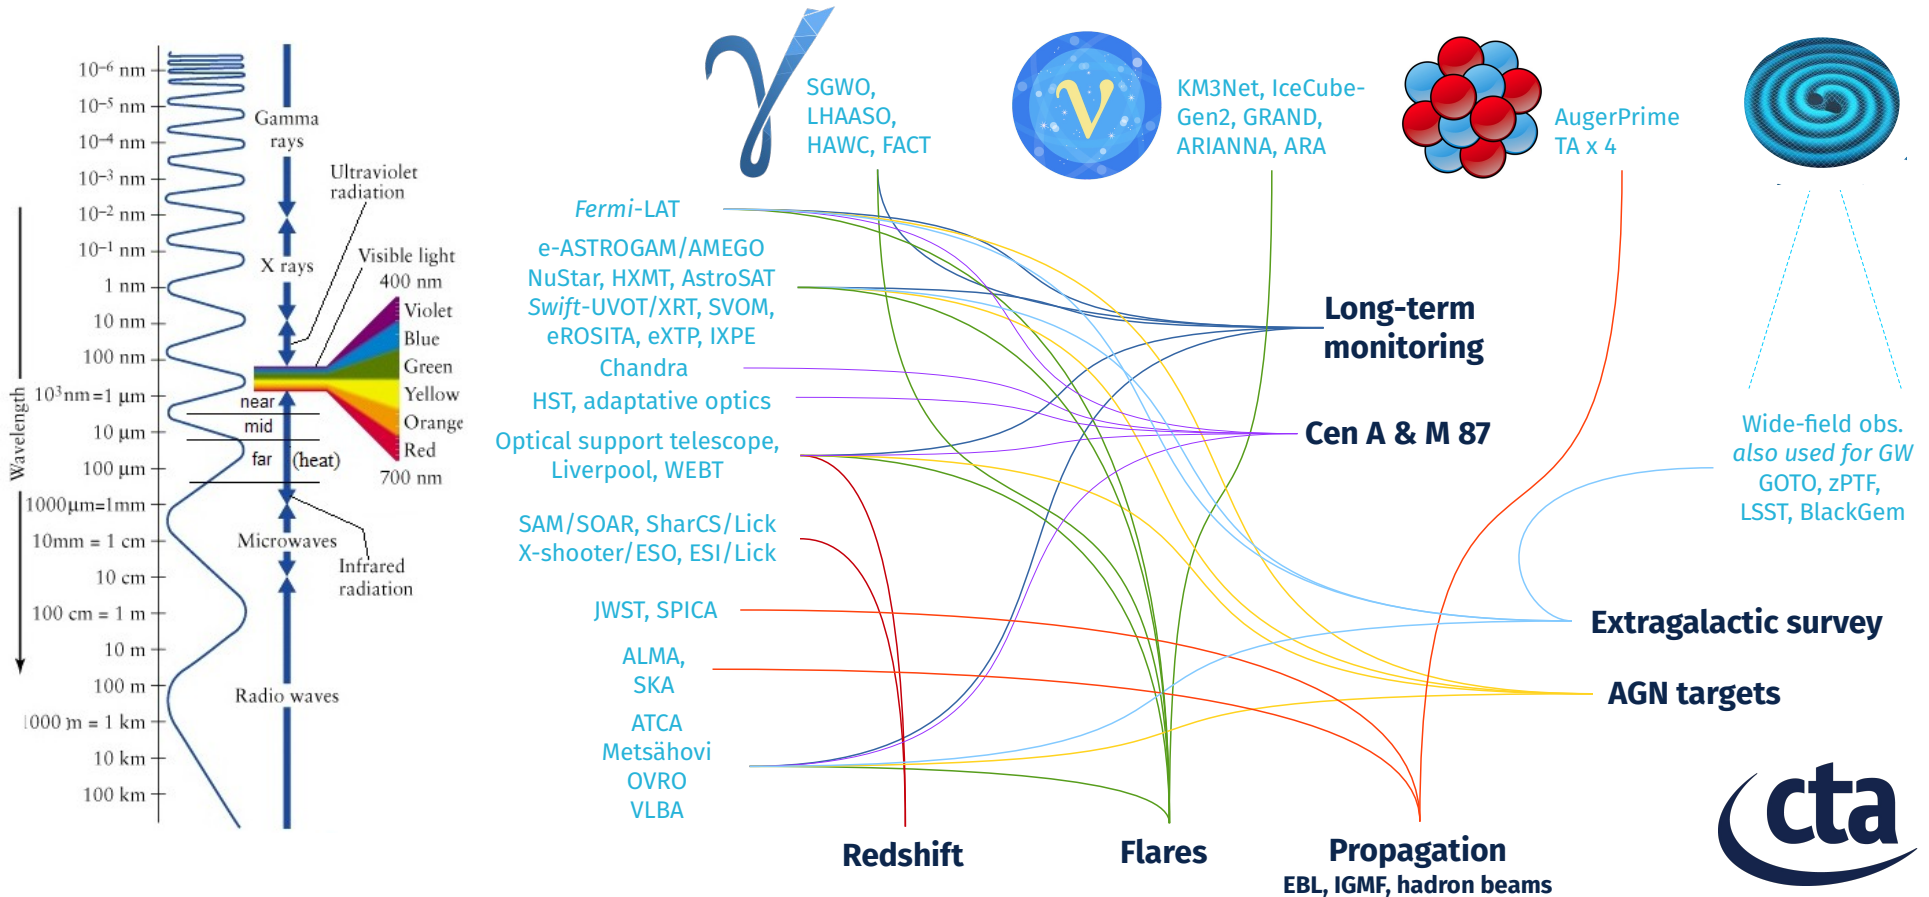 10⁻⁶ nm
10⁻⁵ nm
10⁻⁴ nm
10⁻³ nm
10⁻² nm
10⁻¹ nm
1 nm
10 nm
100 nm
10³nm=1 μm
10 μm
100 μm
1000μm=1mm
10mm = 1 cm
10 cm
100 cm = 1 m
10 m
100 m
1000 m = 1 km
10 km
100 km
Wavelength
Gamma
rays
Ultraviolet
radiation
X rays
Visible light
400 nm
Violet
Blue
Green
Yellow
Orange
Red
700 nm
near
mid
far
(heat)
Microwaves
Infrared
radiation
Radio waves
γ
SGWO,
LHAASO,
HAWC, FACT
ν
KM3Net, IceCube-
Gen2, GRAND,
ARIANNA, ARA
AugerPrime
TA x 4
Fermi-LAT
e-ASTROGAM/AMEGO
NuStar, HXMT, AstroSAT
Swift-UVOT/XRT, SVOM,
eROSITA, eXTP, IXPE
Chandra
HST, adaptative optics
Optical support telescope,
Liverpool, WEBT
SAM/SOAR, SharCS/Lick
X-shooter/ESO, ESI/Lick
JWST, SPICA
ALMA,
SKA
ATCA
Metsähovi
OVRO
VLBA
Long-term
monitoring
Cen A & M 87
Wide-field obs.
also used for GW
GOTO, zPTF,
LSST, BlackGem
Extragalactic survey
AGN targets
Redshift
Flares
Propagation
EBL, IGMF, hadron beams
cta